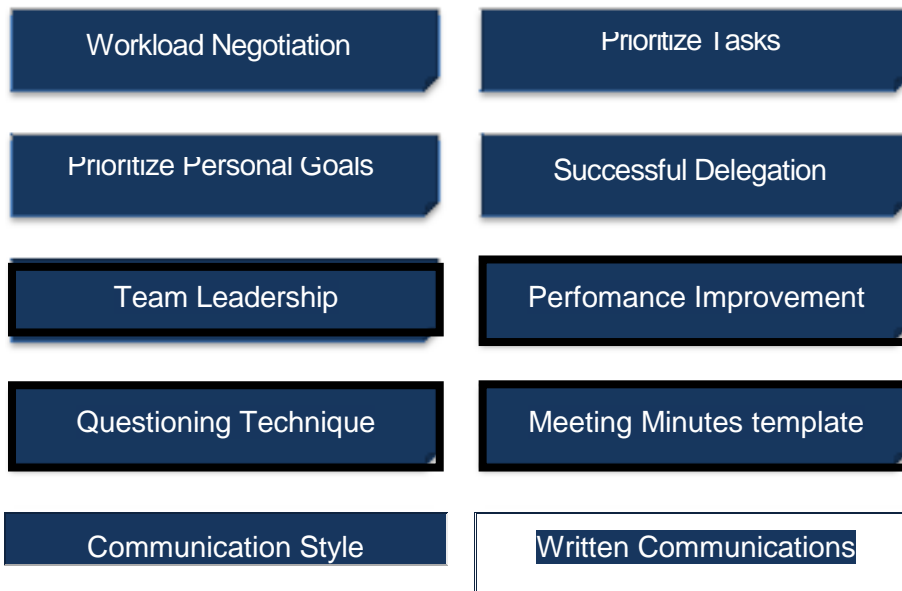 Workload Negotiation
Prioritize Tasks
Prioritize Personal Goals
Successful Delegation
Team Leadership
Perfomance Improvement
Questioning Technique
Meeting Minutes template
Communication Style
Written Communications